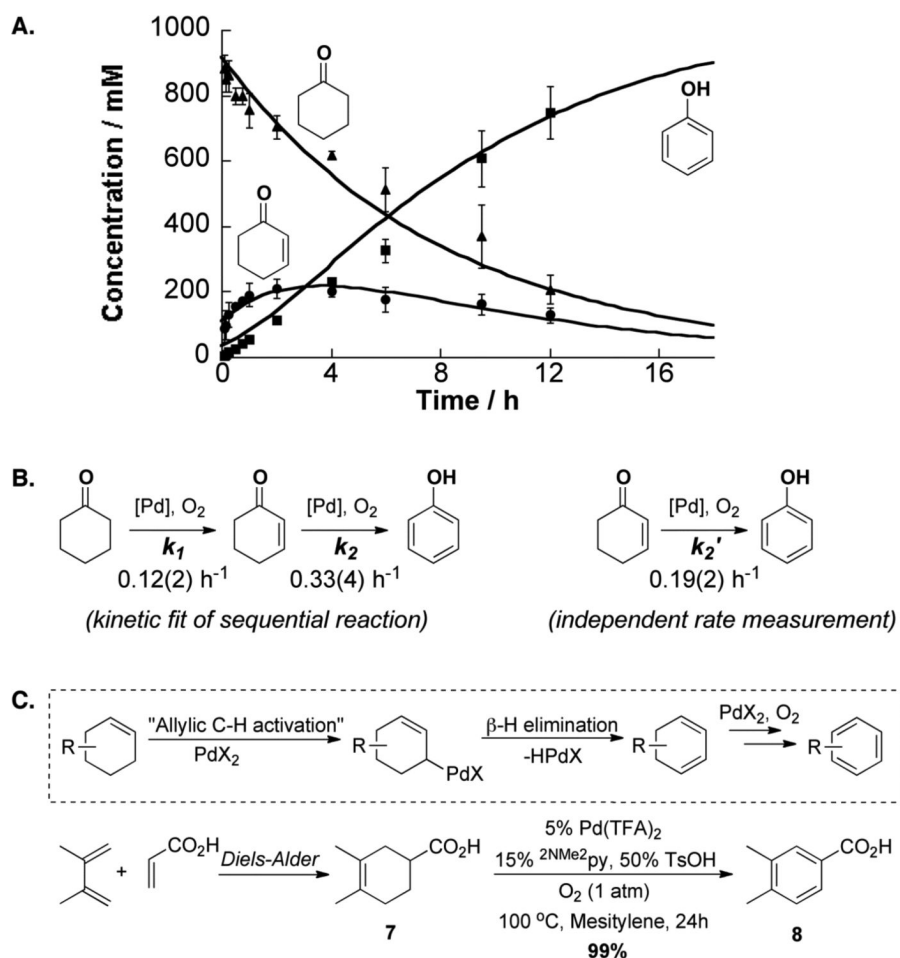 A.
1000
800
600
400
200
0
Concentration / mM
0 4 8 12 16
Time / h
O
O
OH
B.
O
[Pd], O2
k1
0.12(2) h-1
O
[Pd], O2
k2
0.33(4) h-1
OH
(kinetic fit of sequential reaction)
O
[Pd], O2
k2'
0.19(2) h-1
OH
(independent rate measurement)
C.
R
"Allylic C-H activation"
PdX2
R
PdX
β-H elimination
-HPdX
R
PdX2, O2
R
+
CO2H
Diels-Alder
CO2H
7
5% Pd(TFA)2
15% 2NMe2py, 50% TsOH
O2 (1 atm)
100 ºC, Mesitylene, 24h
99%
CO2H
8